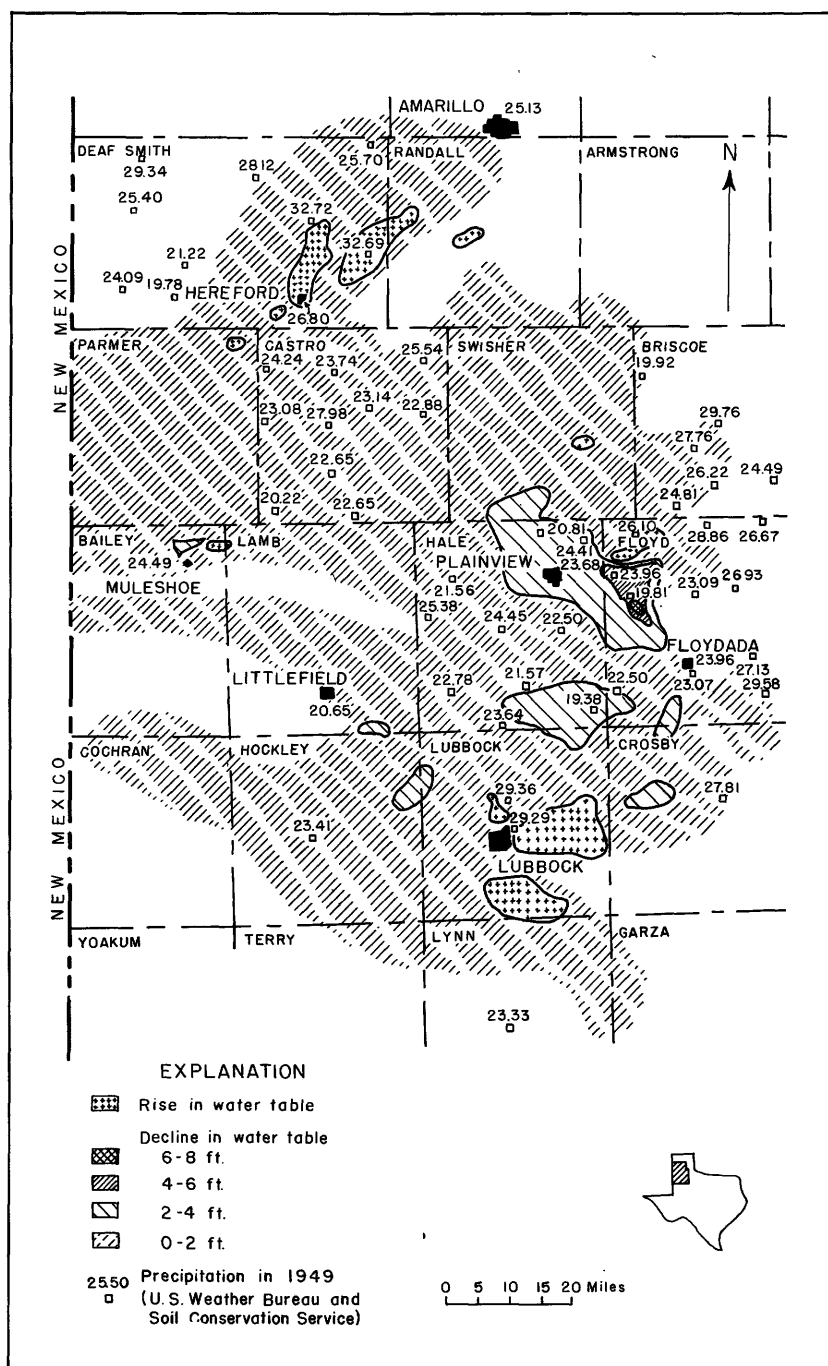 AMARILLO 25.13
DEAF SMITH
29.34
28.12
25.70
RANDALL
ARMSTRONG
N
25.40
32.72
32.69
21.22
24.09
19.78
HEREFORD
26.80
NEW MEXICO
PARMER
CASTRO
24.24
23.74
25.54
SWISHER
BRISCOE
19.92
23.08
27.98
23.14
22.88
29.76
27.76
22.65
26.22
24.49
20.22
22.65
24.81
BAILEY
LAMB
HALE
20.81
26.10
FLOYD
28.86
26.67
24.49
24.41
PLAINVIEW
23.68
MULESHOE
21.56
23.96
23.09
26.93
19.81
25.38
24.45
22.50
FLOYDADA
23.96
27.13
LITTLEFIELD
22.78
21.57
22.50
23.07
29.58
20.65
19.38
23.64
COCHRAN
HOCKLEY
LUBBOCK
CROSBY
29.36
27.81
23.41
29.29
LUBBOCK
NEW MEXICO
YOAKUM
TERRY
LYNN
GARZA
23.33
EXPLANATION
Rise in water table
Decline in water table
6-8 ft.
4-6 ft.
2-4 ft.
0-2 ft.
25.50 Precipitation in 1949
(U.S. Weather Bureau and
Soil Conservation Service)
0 5 10 15 20 Miles